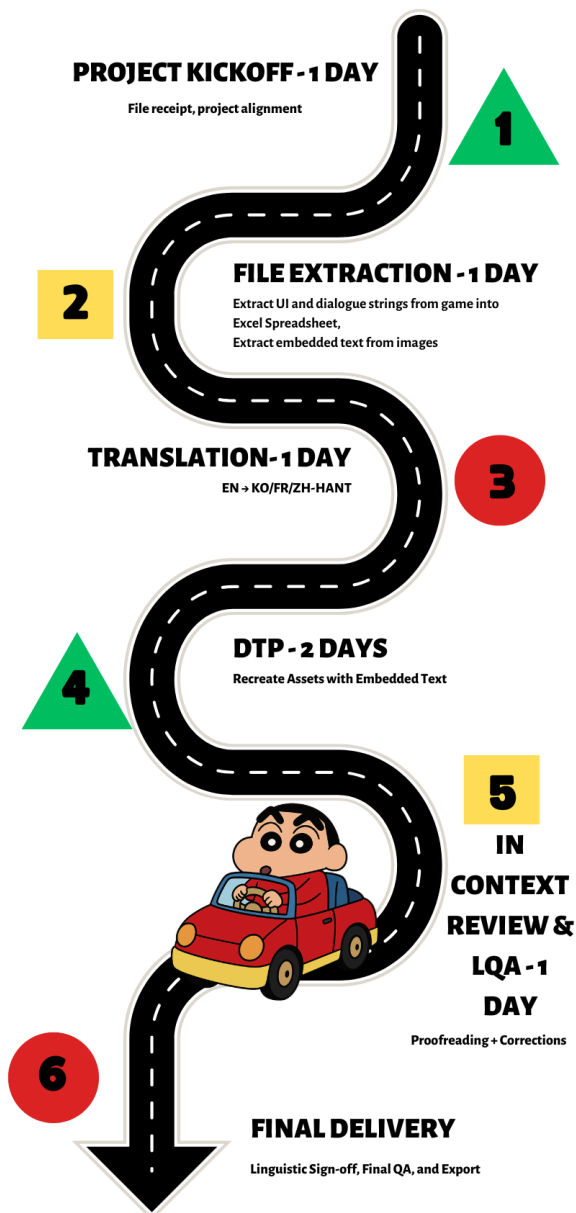 PROJECT KICKOFF - 1 DAY
File receipt, project alignment
1
2
FILE EXTRACTION - 1 DAY
Extract UI and dialogue strings from game into
Excel Spreadsheet,
Extract embedded text from images
TRANSLATION- 1 DAY
EN → KO/FR/ZH-HANT
3
4
DTP - 2 DAYS
Recreate Assets with Embedded Text
5
IN
CONTEXT
REVIEW &
LQA - 1
DAY
Proofreading + Corrections
6
FINAL DELIVERY
Linguistic Sign-off, Final QA, and Export